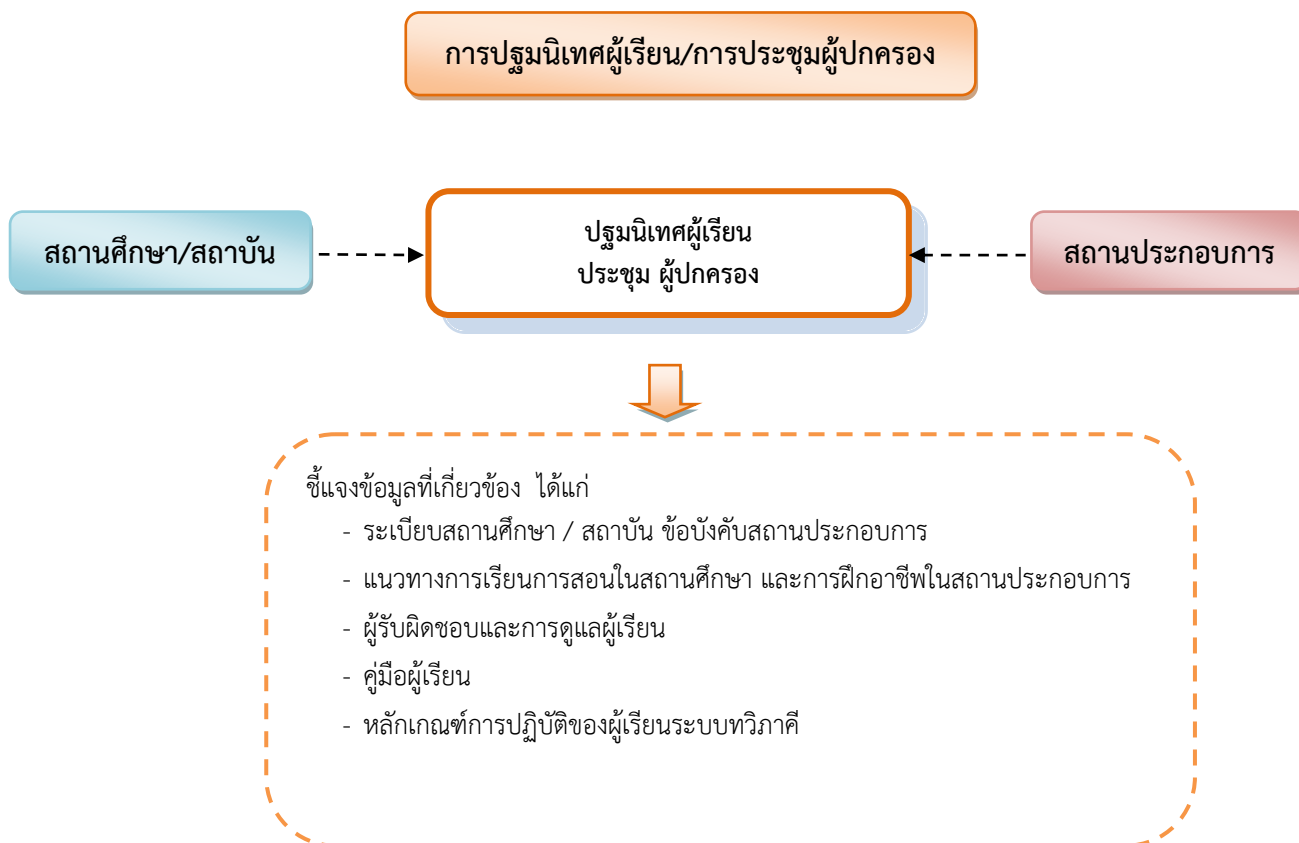 การปฐมนิเทศผู้เรียน/การประชุมผู้ปกครอง
สถานศึกษา/สถาบัน
ปฐมนิเทศผู้เรียน
ประชุม ผู้ปกครอง
สถานประกอบการ
ชี้แจงข้อมูลที่เกี่ยวข้อง ได้แก่
- ระเบียบสถานศึกษา / สถาบัน ข้อบังคับสถานประกอบการ
- แนวทางการเรียนการสอนในสถานศึกษา และการฝึกอาชีพในสถานประกอบการ
- ผู้รับผิดชอบและการดูแลผู้เรียน
- คู่มือผู้เรียน
- หลักเกณฑ์การปฏิบัติของผู้เรียนระบบทวิภาคี